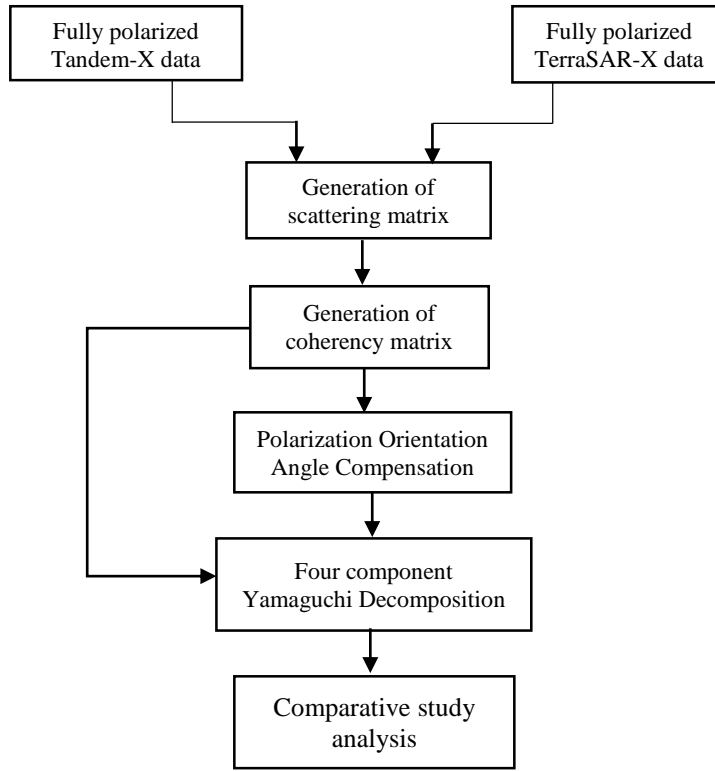 Fully polarized
Tandem-X data
Fully polarized
TerraSAR-X data
Generation of
scattering matrix
Generation of
coherency matrix
Polarization Orientation
Angle Compensation
Four component
Yamaguchi Decomposition
Comparative study
analysis